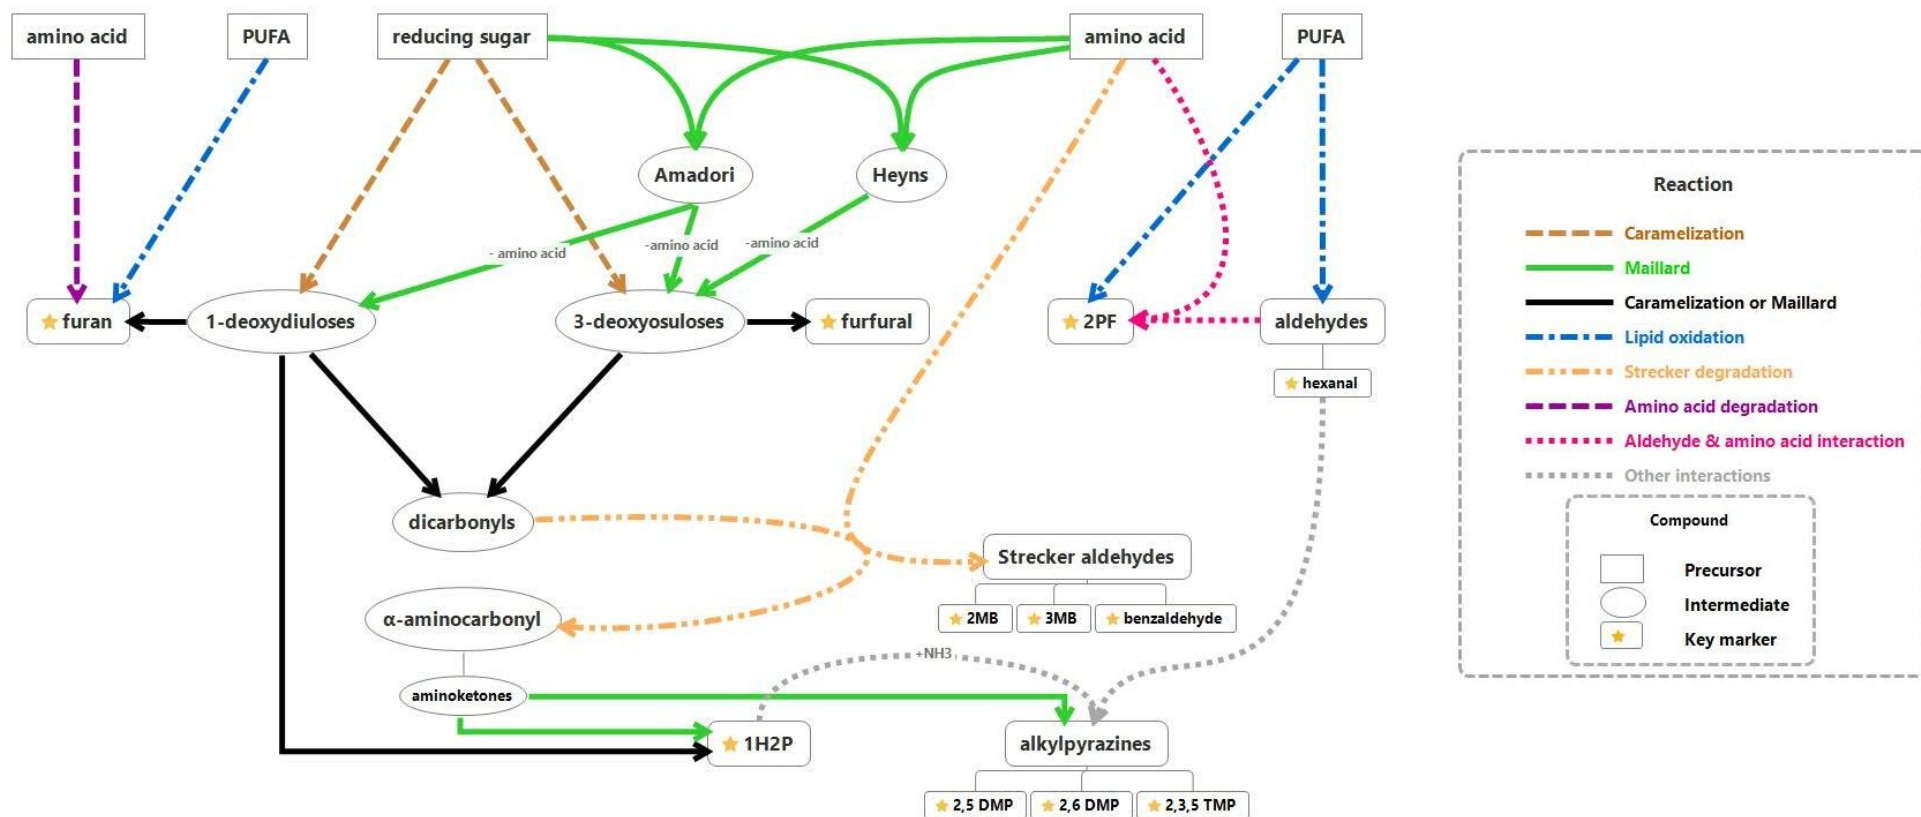 amino acid
PUFA
reducing sugar
amino acid
PUFA
Amadori
Heyns
- amino acid
-amino acid
-amino acid
furan
1-deoxydiuloses
3-deoxyosuloses
furfural
2PF
aldehydes
hexanal
dicarbonyls
Strecker aldehydes
2MB
3MB
benzaldehyde
α-aminocarbonyl
+NH3
aminoketones
1H2P
alkylpyrazines
2,5 DMP
2,6 DMP
2,3,5 TMP
Reaction
Caramelization
Maillard
Caramelization or Maillard
Lipid oxidation
Strecker degradation
Amino acid degradation
Aldehyde & amino acid interaction
Other interactions
Compound
Precursor
Intermediate
Key marker